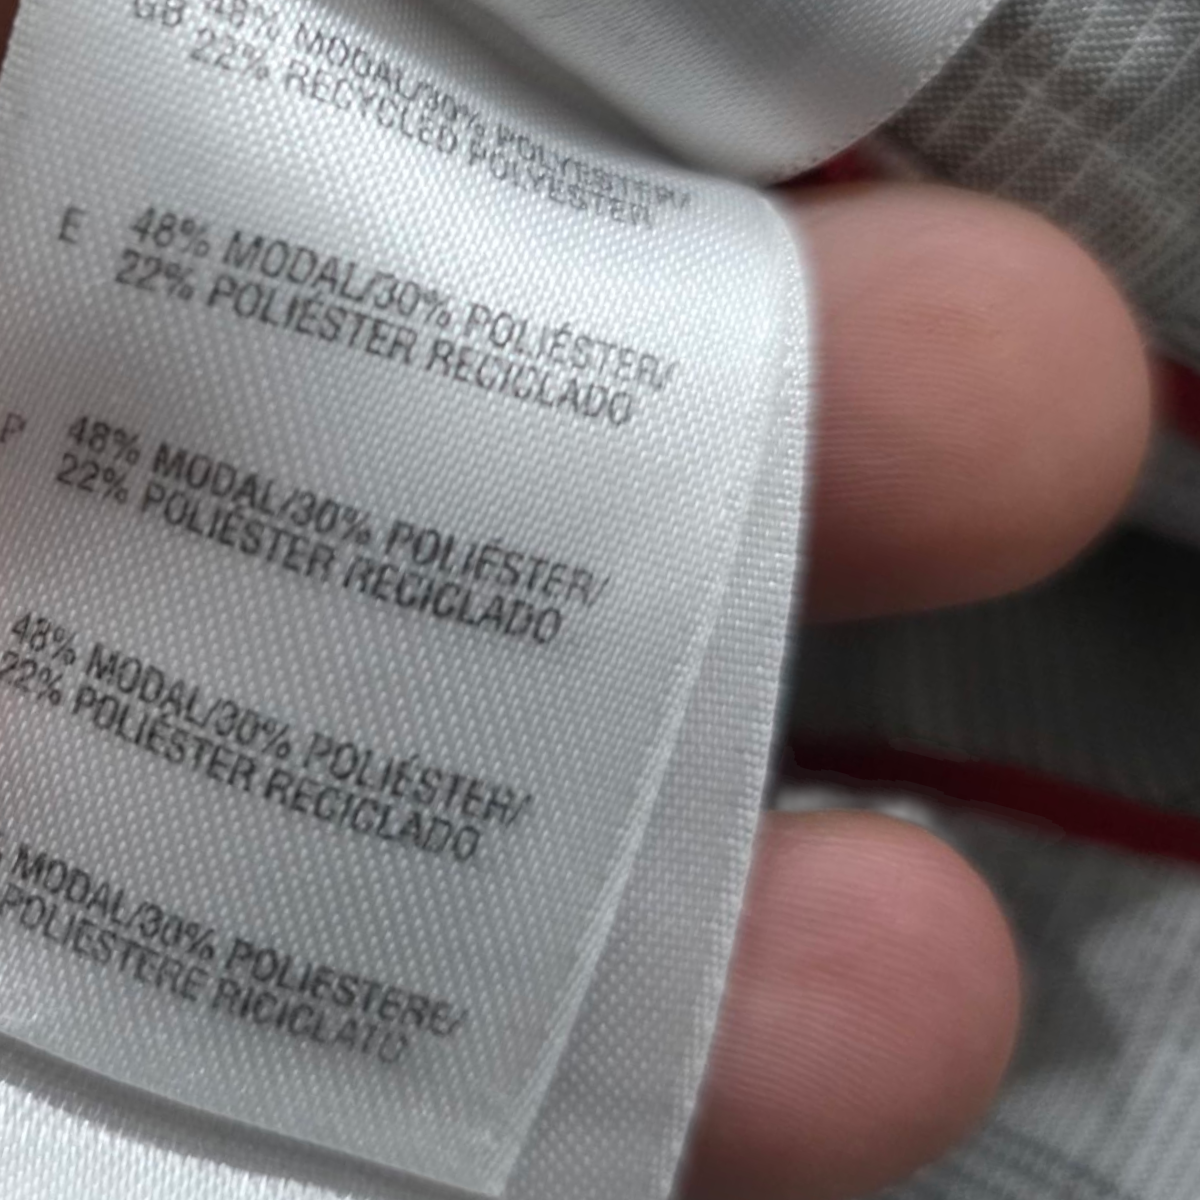 GB 48% MODAL/30% POLYESTER/
22% RECYCLED POLYESTER
E 48% MODAL/30% POLIÉSTER/
22% POLIÉSTER RECICLADO
P 48% MODAL/30% POLIÉSTER/
22% POLIÉSTER RECICLADO
48% MODAL/30% POLIÉSTER/
22% POLIÉSTER RECICLADO
MODAL/30% POLIESTERE/
POLIESTERE RICICLATO